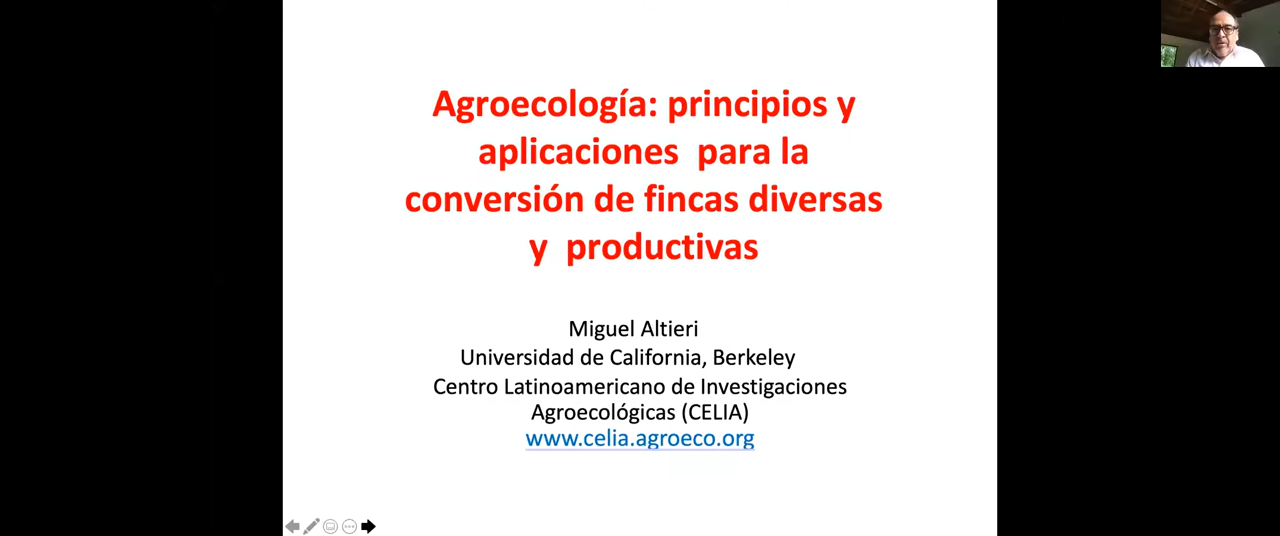 Agroecología: principios y
aplicaciones para la
conversión de fincas diversas
y productivas
Miguel Altieri
Universidad de California, Berkeley
Centro Latinoamericano de Investigaciones
Agroecológicas (CELIA)
www.celia.agroeco.org